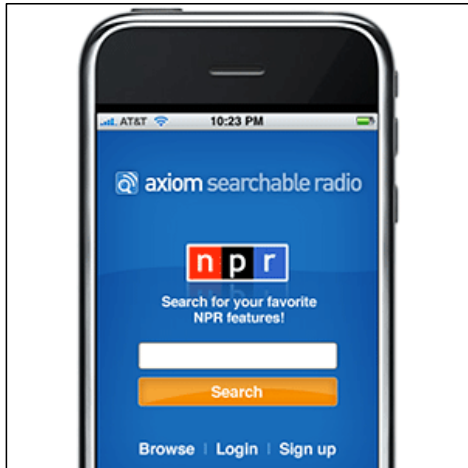 AT&T 10:23 PM
axiom searchable radio
npr
Search for your favorite
NPR features!
Search
Browse | Login | Sign up